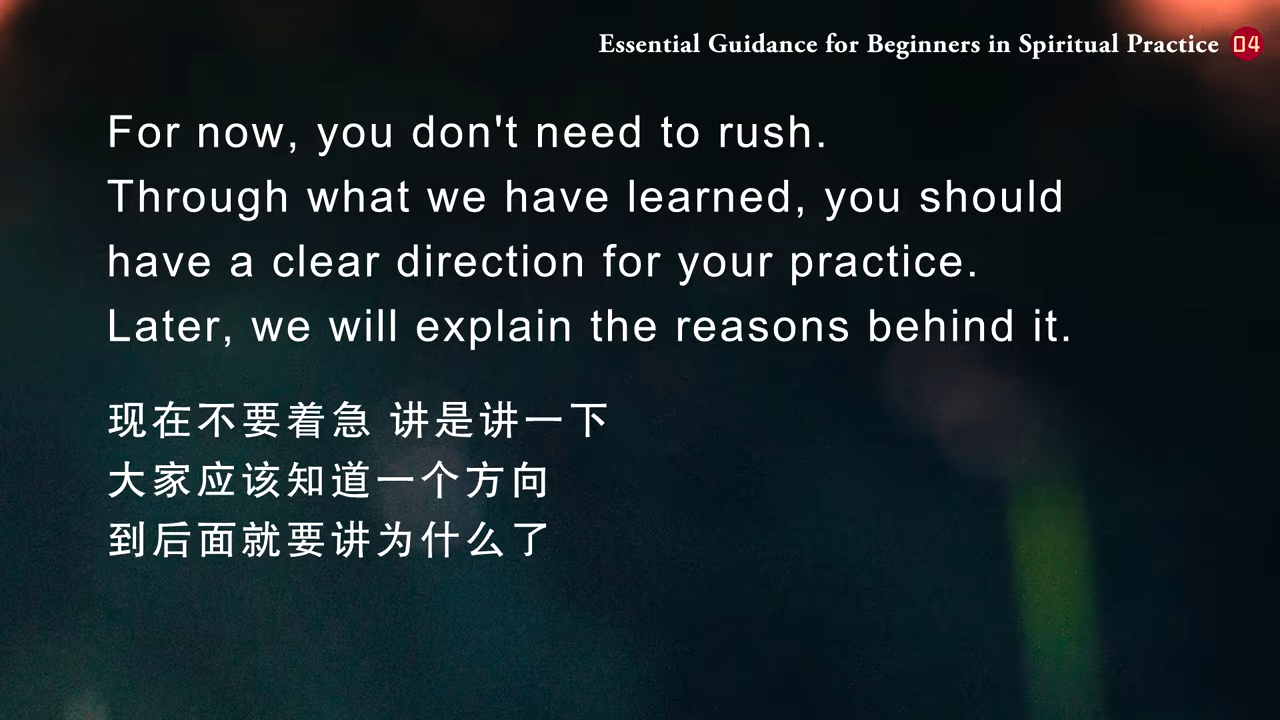 Essential Guidance for Beginners in Spiritual Practice 04
For now, you don't need to rush.
Through what we have learned, you should
have a clear direction for your practice.
Later, we will explain the reasons behind it.
现在不要着急 讲是讲一下
大家应该知道一个方向
到后面就要讲为什么了